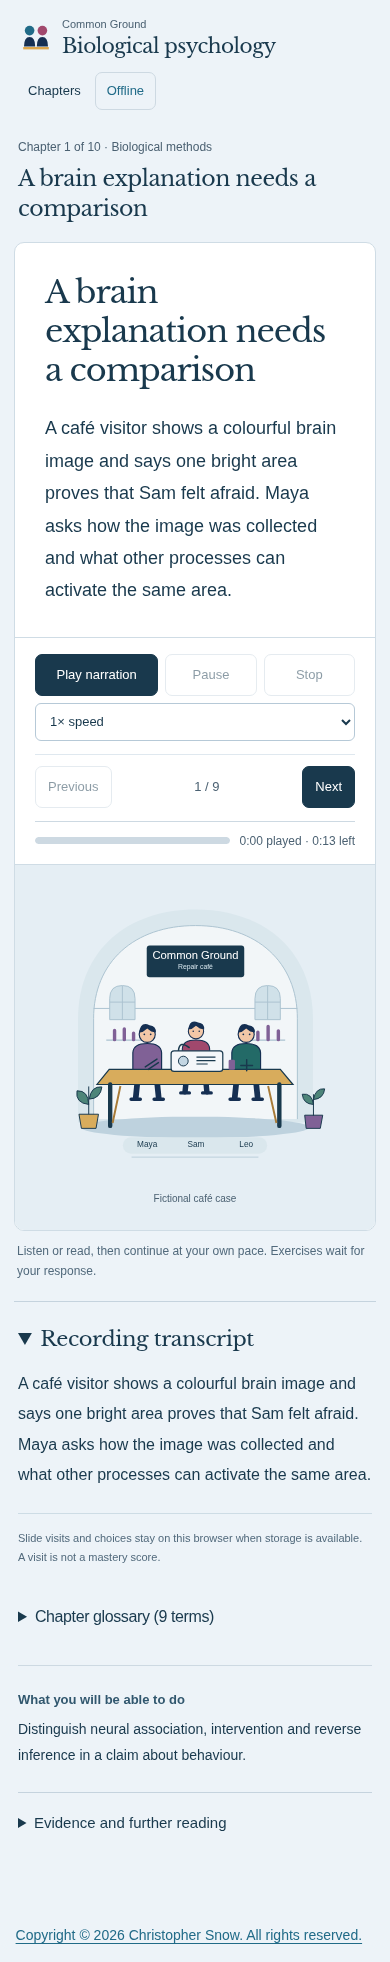 Common Ground
Biological psychology
Chapters
Offline
Chapter 1 of 10 · Biological methods
A brain explanation needs a
comparison
A brain
explanation needs
a comparison
A café visitor shows a colourful brain
image and says one bright area
proves that Sam felt afraid. Maya
asks how the image was collected
and what other processes can
activate the same area.
Play narration
Pause
Stop
1× speed
Previous
1 / 9
Next
0:00 played · 0:13 left
Common Ground
Repair café
Maya
Sam
Leo
Fictional café case
Listen or read, then continue at your own pace. Exercises wait for
your response.
Recording transcript
A café visitor shows a colourful brain image and
says one bright area proves that Sam felt afraid.
Maya asks how the image was collected and
what other processes can activate the same area.
Slide visits and choices stay on this browser when storage is available.
A visit is not a mastery score.
Chapter glossary (9 terms)
What you will be able to do
Distinguish neural association, intervention and reverse
inference in a claim about behaviour.
Evidence and further reading
Copyright © 2026 Christopher Snow. All rights reserved.